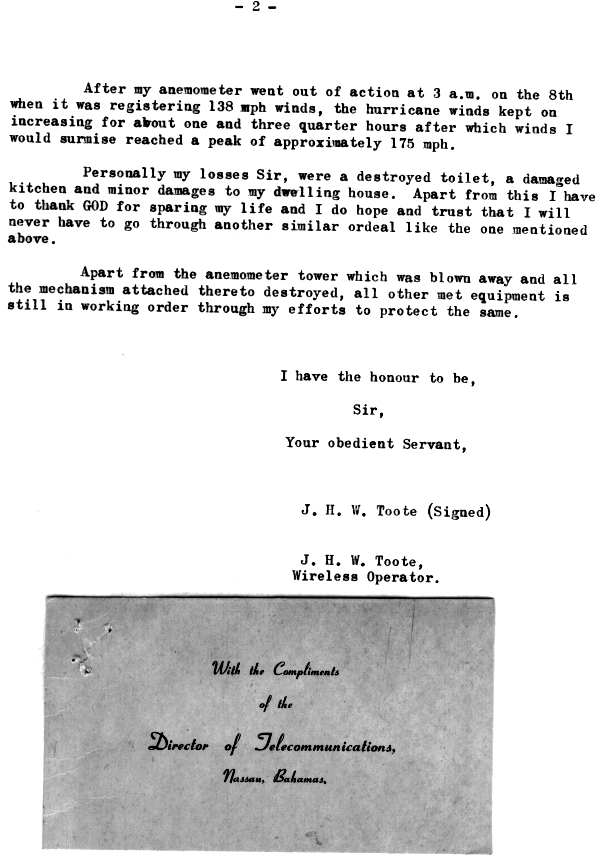 - 2 -
After my anemometer went out of action at 3 a.m. on the 8th
when it was registering 138 mph winds, the hurricane winds kept on
increasing for about one and three quarter hours after which winds I
would surmise reached a peak of approximately 175 mph.
Personally my losses Sir, were a destroyed toilet, a damaged
kitchen and minor damages to my dwelling house. Apart from this I have
to thank GOD for sparing my life and I do hope and trust that I will
never have to go through another similar ordeal like the one mentioned
above.
Apart from the anemometer tower which was blown away and all
the mechanism attached thereto destroyed, all other met equipment is
still in working order through my efforts to protect the same.
I have the honour to be,
Sir,
Your obedient Servant,
J. H. W. Toote (Signed)
J. H. W. Toote,
Wireless Operator.
With the Compliments
of the
Director of Telecommunications,
Nassau, Bahamas.